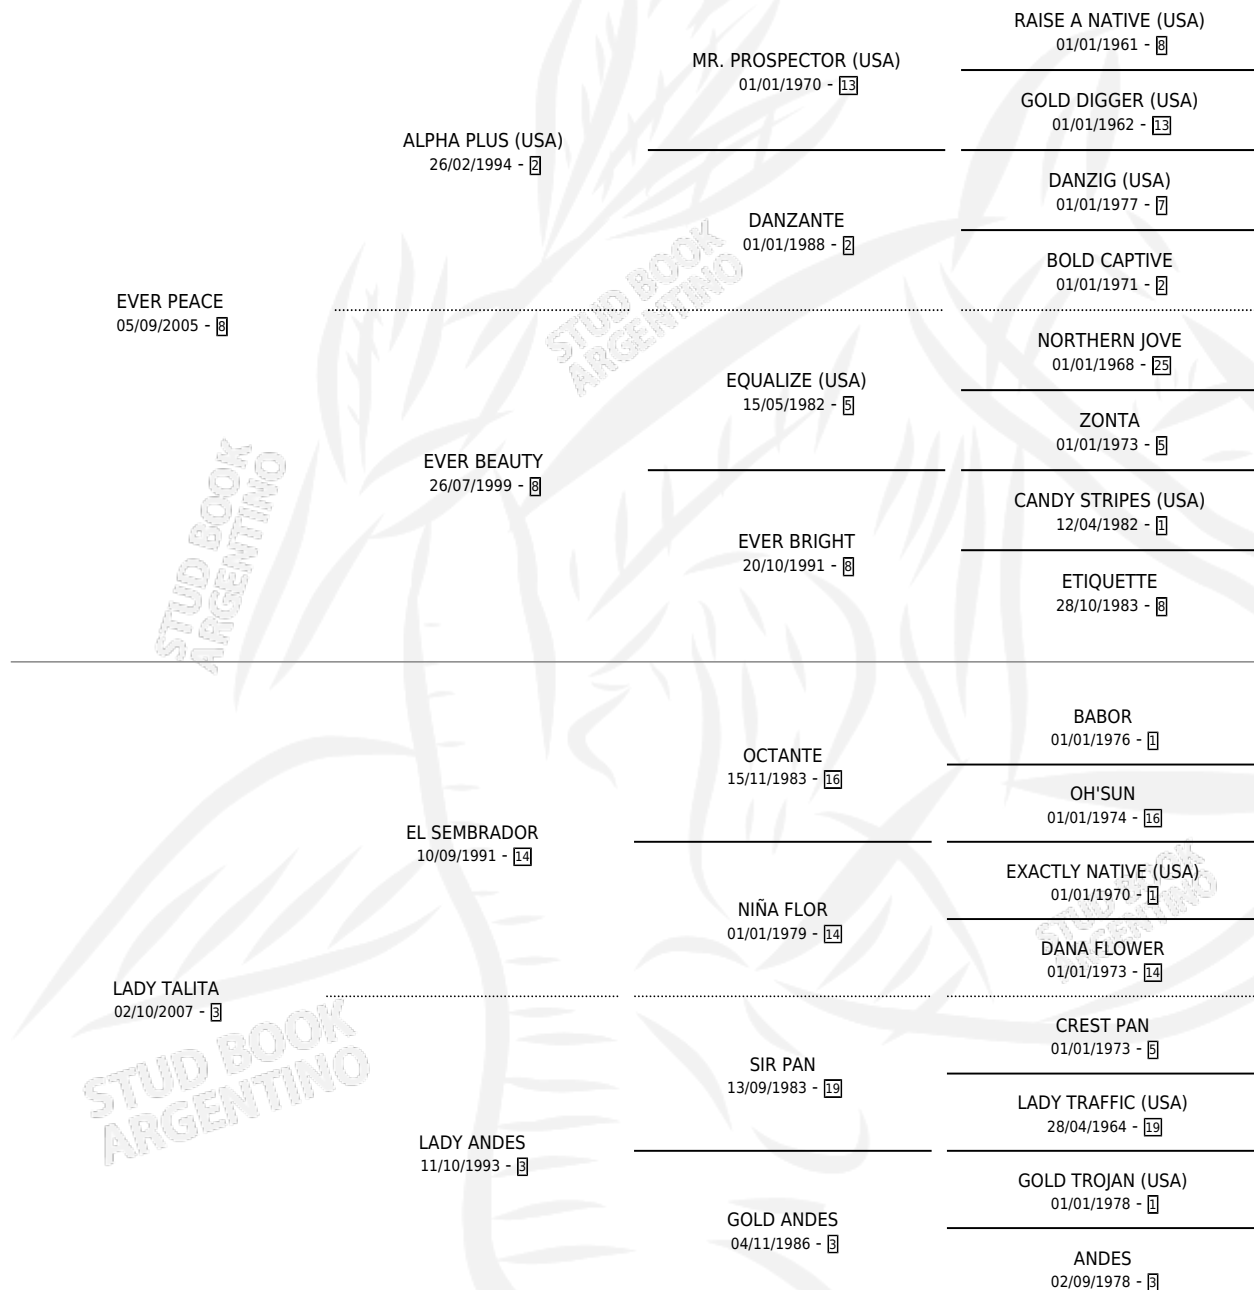 RAISE A NATIVE (USA)
01/01/1961 - 8
MR. PROSPECTOR (USA)
01/01/1970 - 13
GOLD DIGGER (USA)
01/01/1962 - 13
ALPHA PLUS (USA)
26/02/1994 - 2
DANZIG (USA)
01/01/1977 - 7
DANZANTE
01/01/1988 - 2
BOLD CAPTIVE
01/01/1971 - 2
EVER PEACE
05/09/2005 - 8
NORTHERN JOVE
01/01/1968 - 25
EQUALIZE (USA)
15/05/1982 - 5
ZONTA
01/01/1973 - 5
EVER BEAUTY
26/07/1999 - 8
CANDY STRIPES (USA)
12/04/1982 - 1
EVER BRIGHT
20/10/1991 - 8
ETIQUETTE
28/10/1983 - 8
STUD BOOK
ARGENTINO
STUD BOOK
ARGENTINO
BABOR
01/01/1976 - 1
OCTANTE
15/11/1983 - 16
OH'SUN
01/01/1974 - 16
EL SEMBRADOR
10/09/1991 - 14
EXACTLY NATIVE (USA)
01/01/1970 - 1
NIÑA FLOR
01/01/1979 - 14
DANA FLOWER
01/01/1973 - 14
LADY TALITA
02/10/2007 - 3
CREST PAN
01/01/1973 - 5
SIR PAN
13/09/1983 - 19
LADY TRAFFIC (USA)
28/04/1964 - 19
LADY ANDES
11/10/1993 - 3
GOLD TROJAN (USA)
01/01/1978 - 1
GOLD ANDES
04/11/1986 - 3
ANDES
02/09/1978 - 3
STUD BOOK
ARGENTINO
STUD BOOK
ARGENTINO